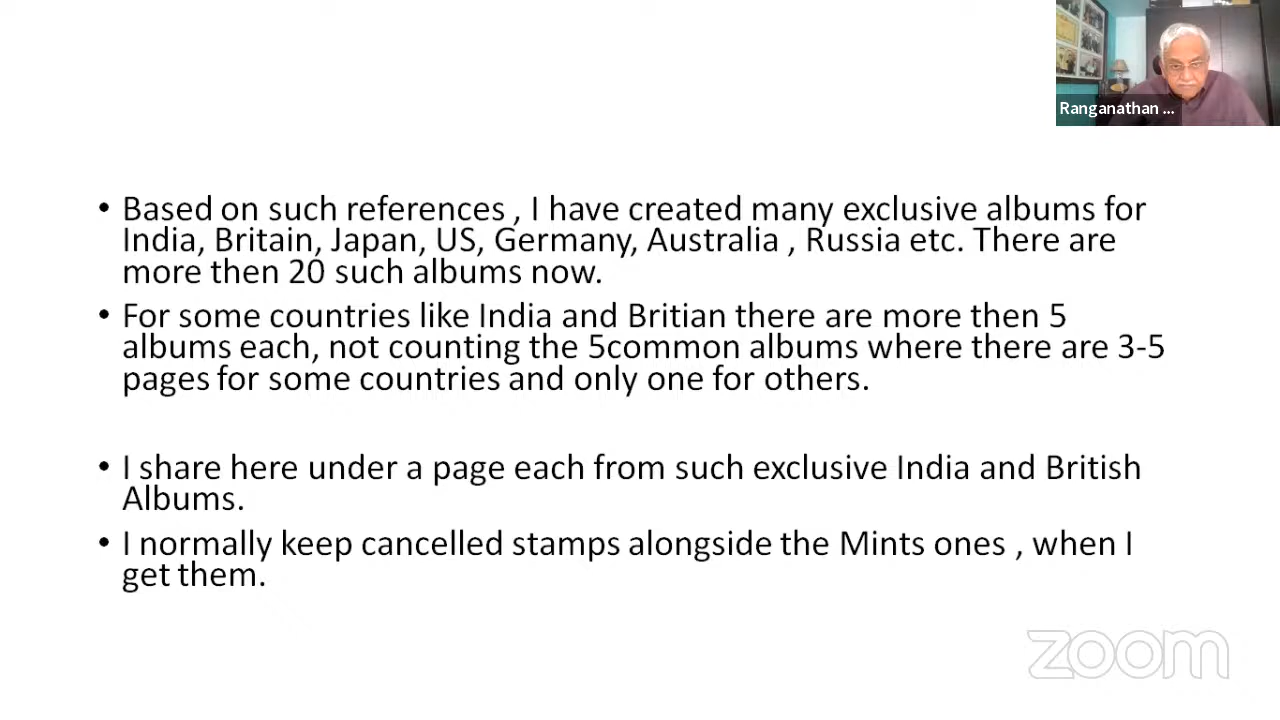 Ranganathan ...
• Based on such references , I have created many exclusive albums for
India, Britain, Japan, US, Germany, Australia , Russia etc. There are
more then 20 such albums now.
• For some countries like India and Britian there are more then 5
albums each, not counting the 5common albums where there are 3-5
pages for some countries and only one for others.
• I share here under a page each from such exclusive India and British
Albums.
• I normally keep cancelled stamps alongside the Mints ones , when I
get them.
zoom